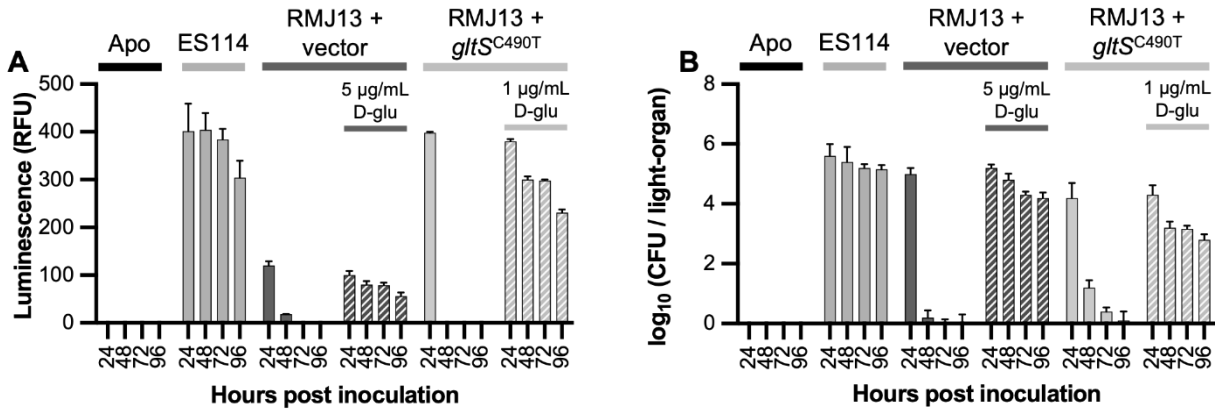 A
Apo
ES114
RMJ13 +
vector
RMJ13 +
gltS^C490T
5 µg/mL
D-glu
1 µg/mL
D-glu
Luminescence (RFU)
500
400
300
200
100
0
24 48 72 96 24 48 72 96 24 48 72 96 24 48 72 96 24 48 72 96 24 48 72 96
Hours post inoculation
B
Apo
ES114
RMJ13 +
vector
RMJ13 +
gltS^C490T
5 µg/mL
D-glu
1 µg/mL
D-glu
log₁₀ (CFU / light-organ)
8
6
4
2
0
24 48 72 96 24 48 72 96 24 48 72 96 24 48 72 96 24 48 72 96 24 48 72 96
Hours post inoculation